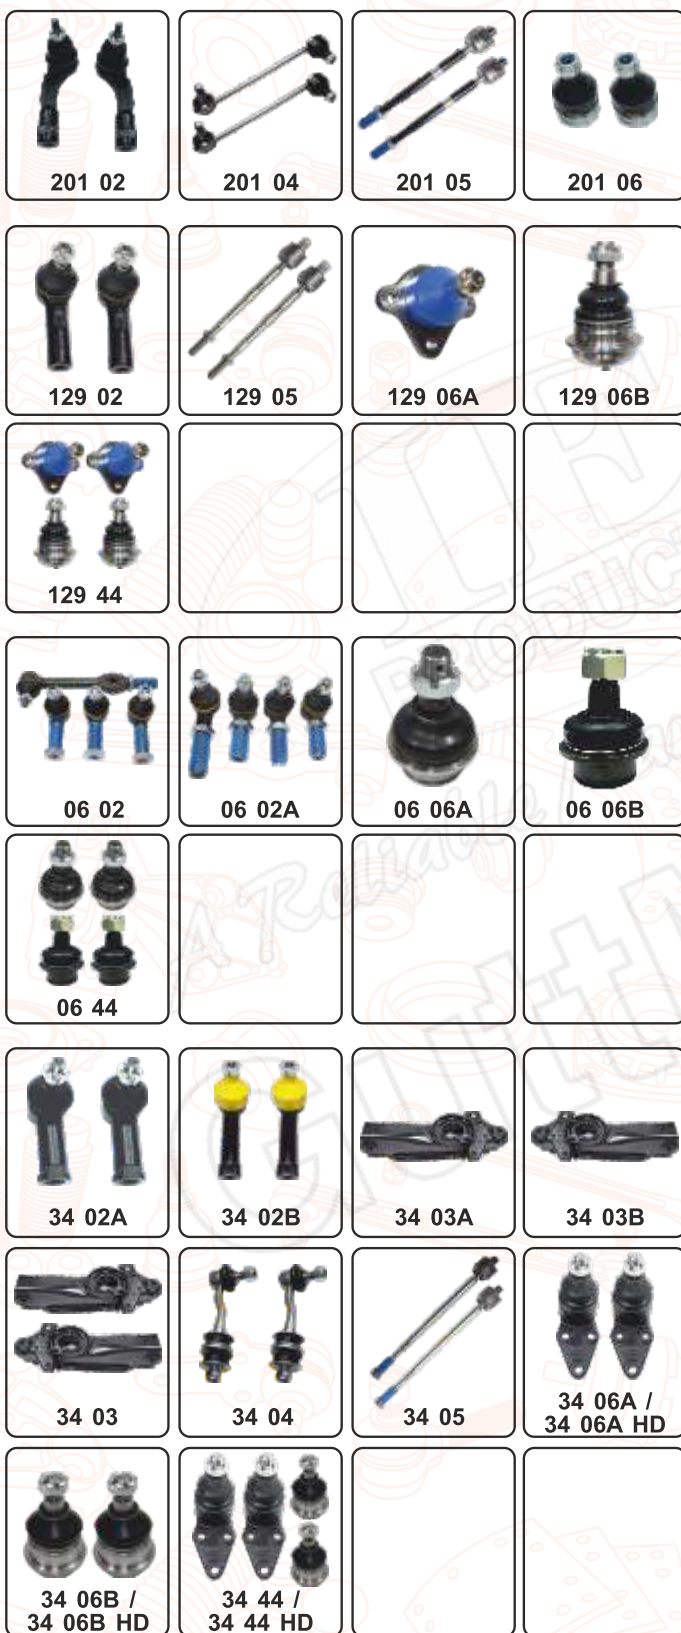 201 02
201 04
201 05
201 06
129 02
129 05
129 06A
129 06B
129 44
06 02
06 02A
06 06A
06 06B
06 44
34 02A
34 02B
34 03A
34 03B
34 03
34 04
34 05
34 06A /
34 06A HD
34 06B /
34 06B HD
34 44 /
34 44 HD
A Reliable